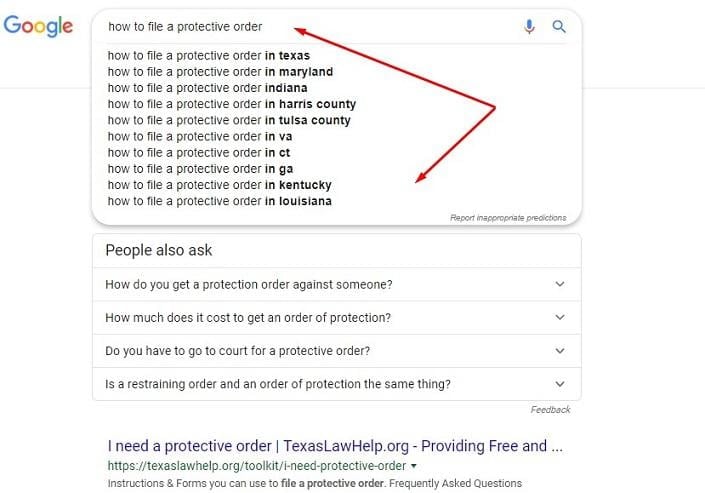 Google
how to file a protective order
how to file a protective order in texas
how to file a protective order in maryland
how to file a protective order indiana
how to file a protective order in harris county
how to file a protective order in tulsa county
how to file a protective order in va
how to file a protective order in ct
how to file a protective order in ga
how to file a protective order in kentucky
how to file a protective order in louisiana
Report inappropriate predictions
People also ask
How do you get a protection order against someone?
How much does it cost to get an order of protection?
Do you have to go to court for a protective order?
Is a restraining order and an order of protection the same thing?
Feedback
I need a protective order | TexasLawHelp.org - Providing Free and ...
https://texaslawhelp.org/toolkit/i-need-protective-order
Instructions & Forms you can use to file a protective order. Frequently Asked Questions